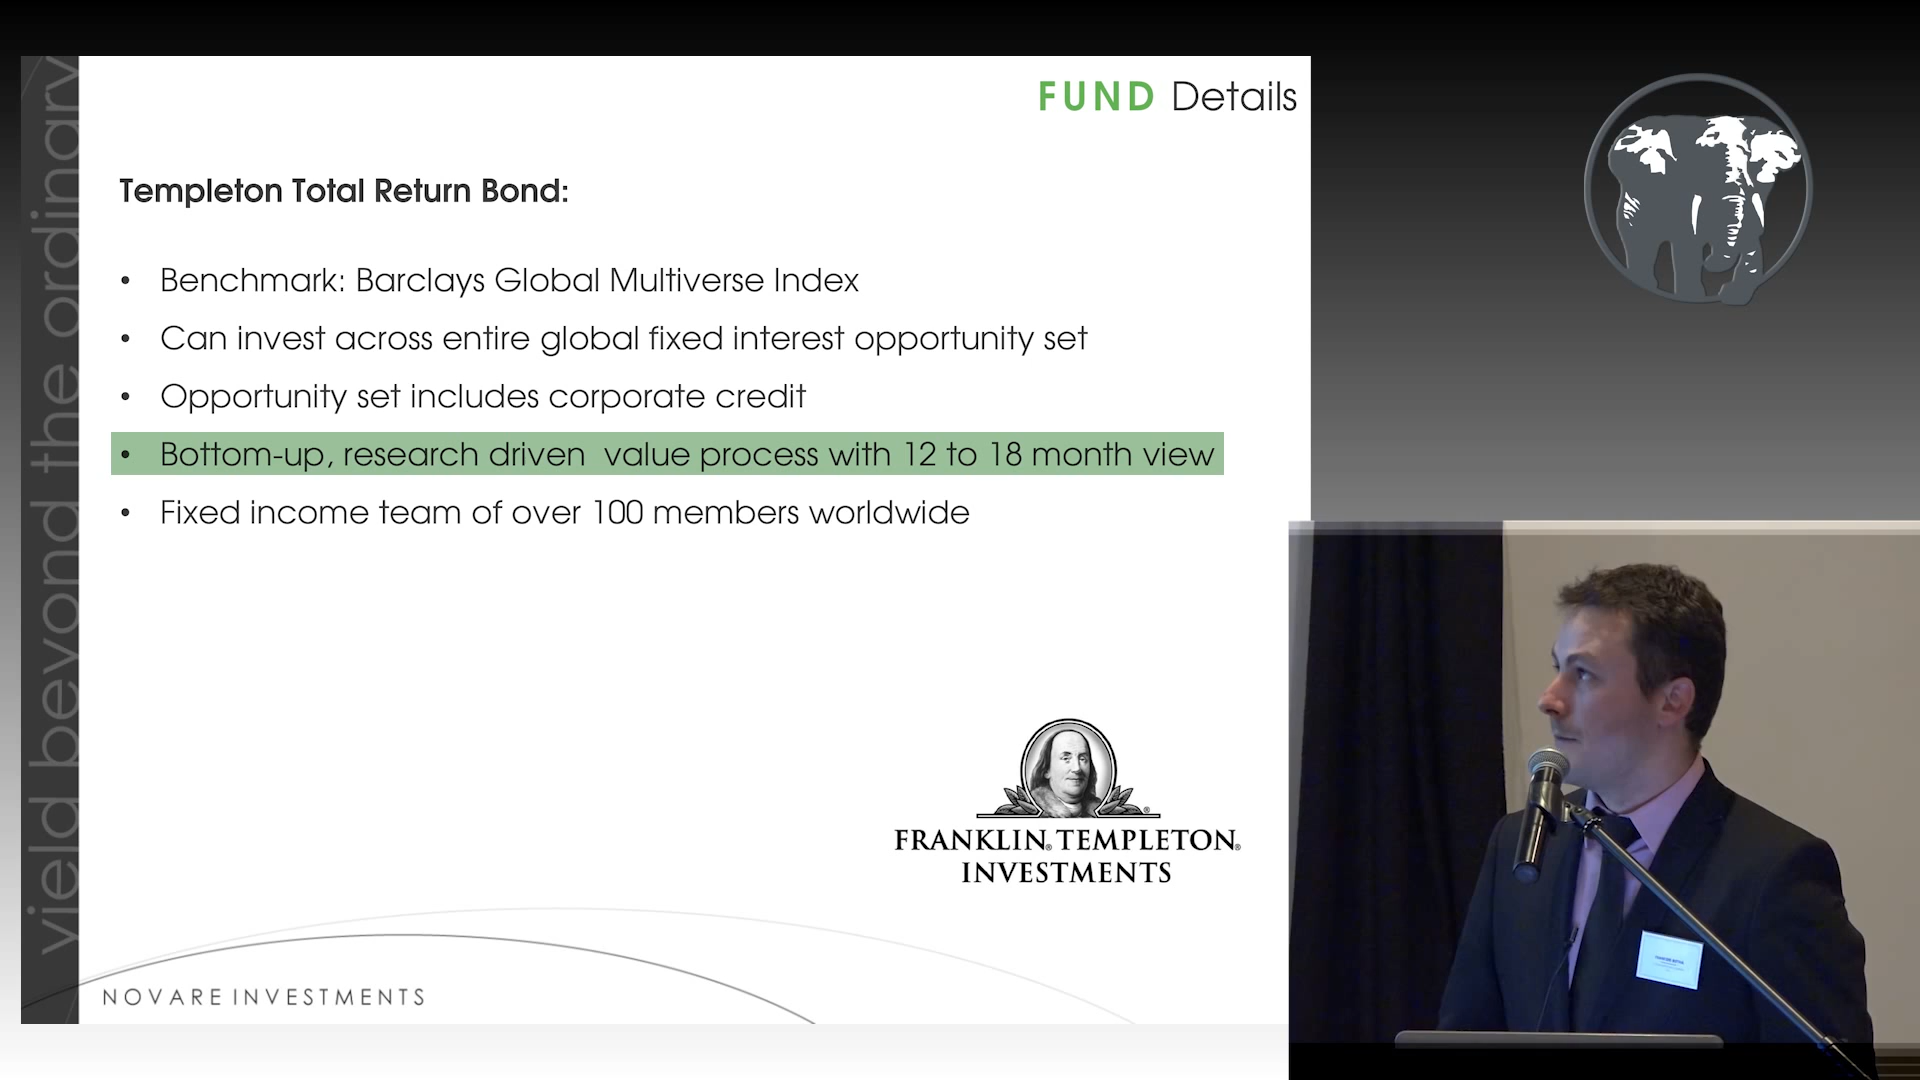 FUND Details
yield beyond the ordinary
Templeton Total Return Bond:
• Benchmark: Barclays Global Multiverse Index
• Can invest across entire global fixed interest opportunity set
• Opportunity set includes corporate credit
• Bottom-up, research driven  value process with 12 to 18 month view
• Fixed income team of over 100 members worldwide
FRANKLIN® TEMPLETON®
INVESTMENTS
NOVARE INVESTMENTS